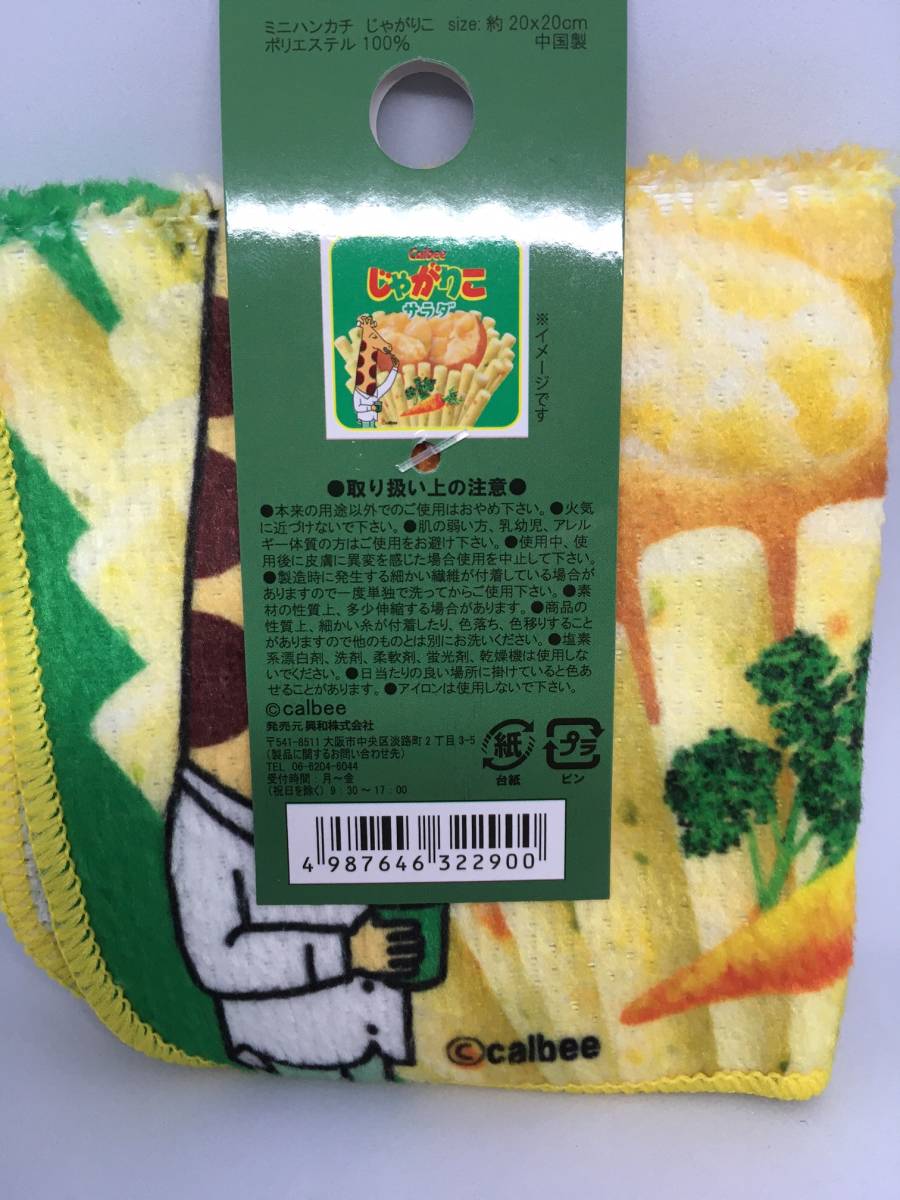 ミニハンカチ じゃがりこ size: 約 20x20cm
ポリエステル 100% 中国製
Calbee
じゃがりこ
サラダ
Calbee
※イメージです
●取り扱い上の注意●
●本来の用途以外でのご使用はおやめ下さい。●火気
に近づけないで下さい。●肌の弱い方、乳幼児、アレル
ギー体質の方はご使用をお避け下さい。●使用中、使
用後に皮膚に異変を感じた場合使用を中止して下さい。
●製造時に発生する細かい繊維が付着している場合が
ありますので一度単独で洗ってからご使用下さい。●素
材の性質上、多少伸縮する場合があります。●商品の
性質上、細かい糸が付着したり、色落ち、色移りすること
がありますので他のものとは別にお洗いください。●塩素
系漂白剤、洗剤、柔軟剤、蛍光剤、乾燥機は使用しな
いでください。●日当たりの良い場所に掛けていると色あ
せることがあります。●アイロンは使用しないで下さい。
©calbee
発売元 興和株式会社
〒541-8511 大阪市中央区淡路町2丁目3-5
(製品に関するお問い合わせ先)
TEL 06-6204-6044
受付時間:月~金
(祝日を除く) 9:30~17:00
紙
台紙
プラ
ピン
4 987646 322900
©calbee